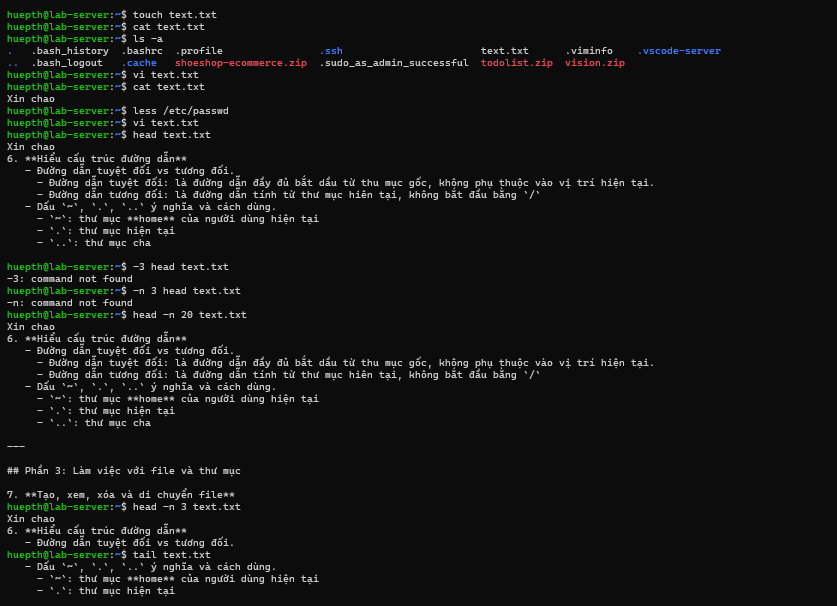 huepth@lab-server:~$ touch text.txt
huepth@lab-server:~$ cat text.txt
huepth@lab-server:~$ ls -a
.   .bash_history  .bashrc  .profile               .ssh                       text.txt      .viminfo    .vscode-server
..  .bash_logout   .cache   shoeshop-ecommerce.zip  .sudo_as_admin_successful  todolist.zip  vision.zip
huepth@lab-server:~$ vi text.txt
huepth@lab-server:~$ cat text.txt
Xin chao
huepth@lab-server:~$ less /etc/passwd
huepth@lab-server:~$ vi text.txt
huepth@lab-server:~$ head text.txt
Xin chao
6. **Hiểu cấu trúc đường dẫn**
   - Đường dẫn tuyệt đối vs tương đối.
     - Đường dẫn tuyệt đối: là đường dẫn đầy đủ bắt dầu từ thu mục gốc, không phụ thuộc vào vị trí hiện tại.
     - Đường dẫn tương đối: là đường dẫn tính từ thư mục hiên tại, không bắt đầu bằng `/`
   - Dấu `~`, `.`, `..` ý nghĩa và cách dùng.
     - `~`: thư mục **home** của người dùng hiện tại
     - `.`: thư mục hiện tại
     - `..`: thư mục cha
huepth@lab-server:~$ -3 head text.txt
-3: command not found
huepth@lab-server:~$ -n 3 head text.txt
-n: command not found
huepth@lab-server:~$ head -n 20 text.txt
Xin chao
6. **Hiểu cấu trúc đường dẫn**
   - Đường dẫn tuyệt đối vs tương đối.
     - Đường dẫn tuyệt đối: là đường dẫn đầy đủ bắt dầu từ thu mục gốc, không phụ thuộc vào vị trí hiện tại.
     - Đường dẫn tương đối: là đường dẫn tính từ thư mục hiên tại, không bắt đầu bằng `/`
   - Dấu `~`, `.`, `..` ý nghĩa và cách dùng.
     - `~`: thư mục **home** của người dùng hiện tại
     - `.`: thư mục hiện tại
     - `..`: thư mục cha
---
## Phần 3: Làm việc với file và thư mục
7. **Tạo, xem, xóa và di chuyển file**
huepth@lab-server:~$ head -n 3 text.txt
Xin chao
6. **Hiểu cấu trúc đường dẫn**
   - Đường dẫn tuyệt đối vs tương đối.
huepth@lab-server:~$ tail text.txt
   - Dấu `~`, `.`, `..` ý nghĩa và cách dùng.
     - `~`: thư mục **home** của người dùng hiện tại
     - `.`: thư mục hiện tại